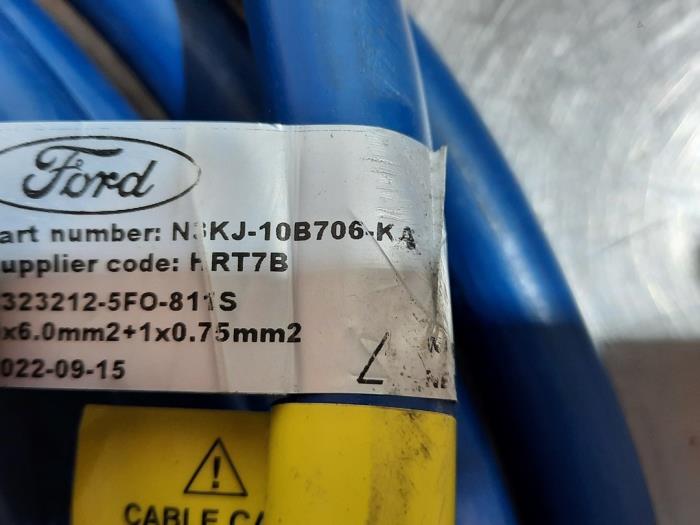 Ford
art number: N3KJ-10B706-KA
upplier code: HRT7B
323212-5FO-811S
x6.0mm2+1x0.75mm2
022-09-15
CABLE CA